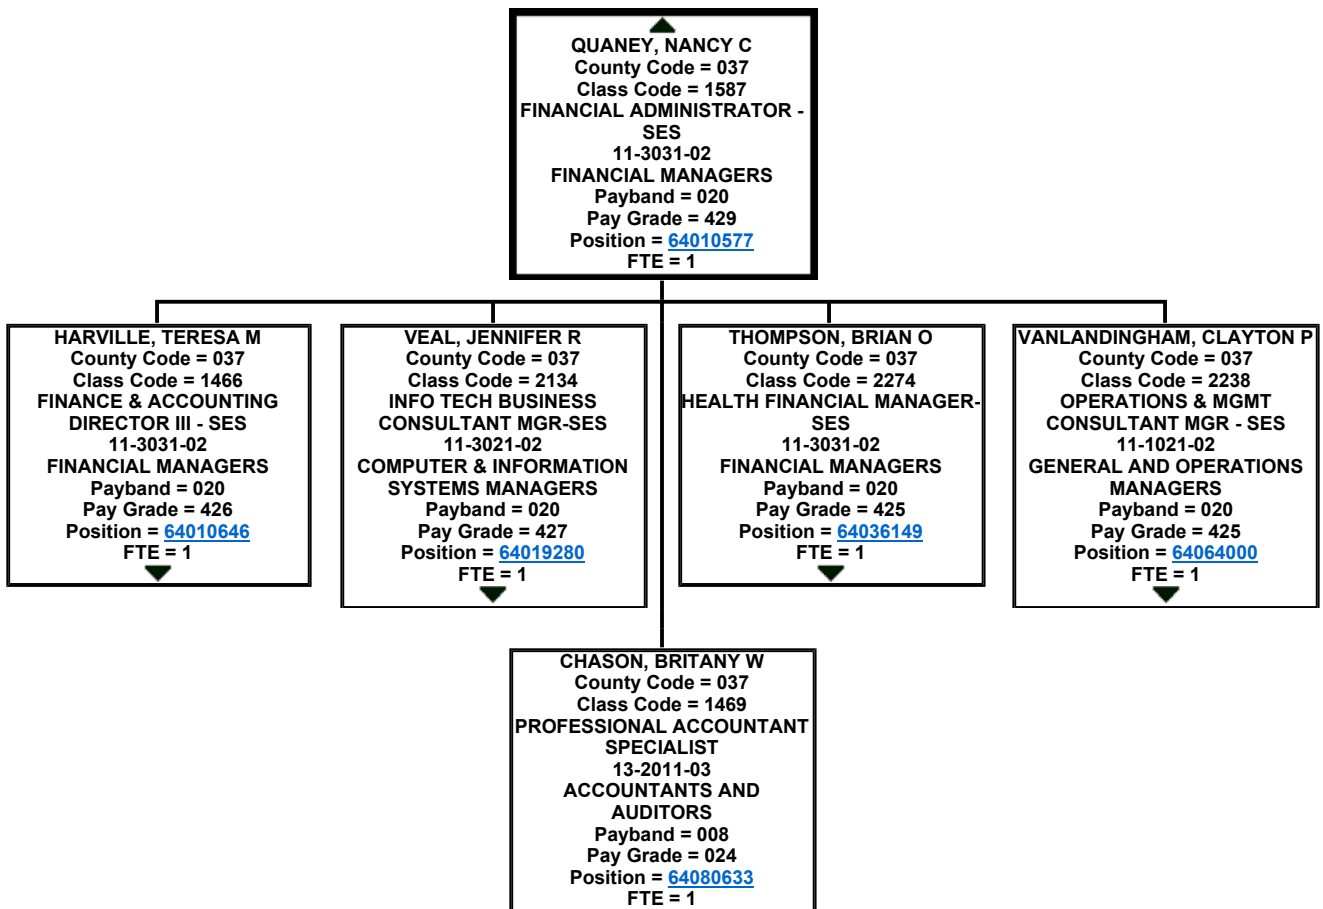 QUANEY, NANCY C
County Code = 037
Class Code = 1587
FINANCIAL ADMINISTRATOR -
SES
11-3031-02
FINANCIAL MANAGERS
Payband = 020
Pay Grade = 429
Position = 64010577
FTE = 1
HARVILLE, TERESA M
County Code = 037
Class Code = 1466
FINANCE & ACCOUNTING
DIRECTOR III - SES
11-3031-02
FINANCIAL MANAGERS
Payband = 020
Pay Grade = 426
Position = 64010646
FTE = 1
VEAL, JENNIFER R
County Code = 037
Class Code = 2134
INFO TECH BUSINESS
CONSULTANT MGR-SES
11-3021-02
COMPUTER & INFORMATION
SYSTEMS MANAGERS
Payband = 020
Pay Grade = 427
Position = 64019280
FTE = 1
THOMPSON, BRIAN O
County Code = 037
Class Code = 2274
HEALTH FINANCIAL MANAGER-
SES
11-3031-02
FINANCIAL MANAGERS
Payband = 020
Pay Grade = 425
Position = 64036149
FTE = 1
VANLANDINGHAM, CLAYTON P
County Code = 037
Class Code = 2238
OPERATIONS & MGMT
CONSULTANT MGR - SES
11-1021-02
GENERAL AND OPERATIONS
MANAGERS
Payband = 020
Pay Grade = 425
Position = 64064000
FTE = 1
CHASON, BRITANY W
County Code = 037
Class Code = 1469
PROFESSIONAL ACCOUNTANT
SPECIALIST
13-2011-03
ACCOUNTANTS AND
AUDITORS
Payband = 008
Pay Grade = 024
Position = 64080633
FTE = 1